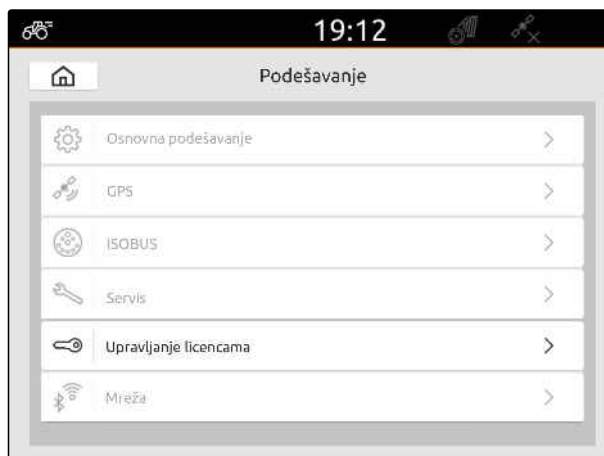 19:12
Podešavanje
Osnovna podešavanje
GPS
ISOBUS
Servis
Upravljanje licencama
Mreža